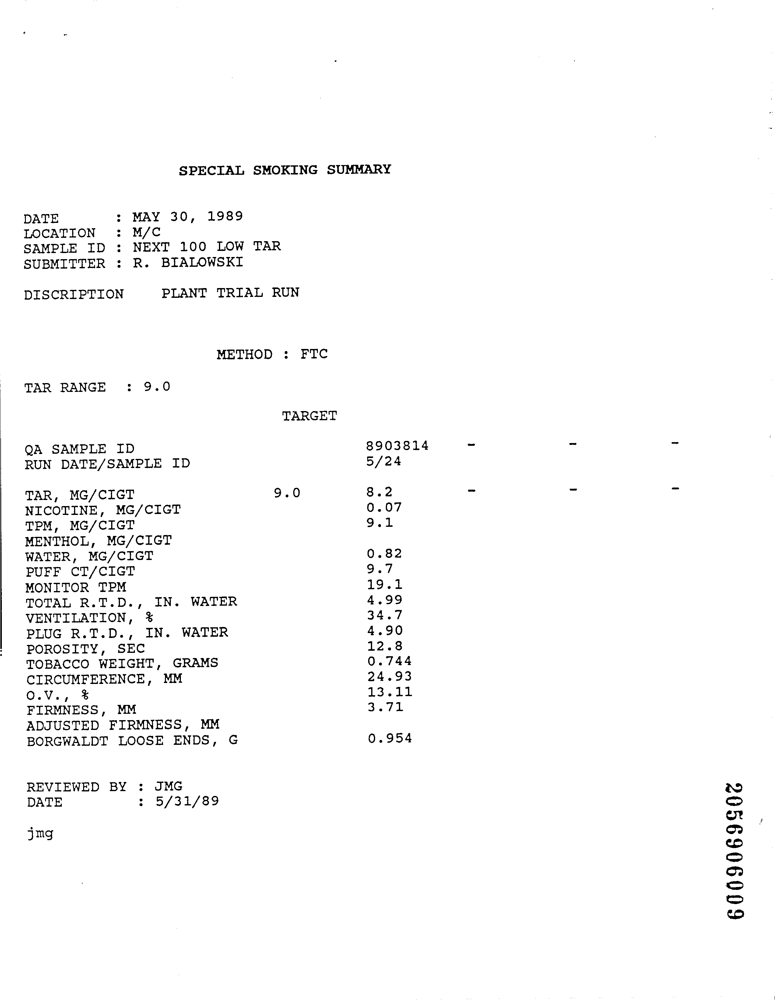 SPECIAL SMOKING SUMMARY
DATE : MAY 30, 1989
LOCATION : M/C
SAMPLE ID : NEXT 100 LOW TAR
SUBMITTER : R. BIALOWSKI
DISCRIPTION PLANT TRIAL RUN
METHOD : FTC
TAR RANGE : 9.0
TARGET
QA SAMPLE ID 8903814 - - -
RUN DATE/SAMPLE ID 5/24
TAR, MG/CIGT 9.0 8.2 - - -
NICOTINE, MG/CIGT 0.07
TPM, MG/CIGT 9.1
MENTHOL, MG/CIGT
WATER, MG/CIGT 0.82
PUFF CT/CIGT 9.7
MONITOR TPM 19.1
TOTAL R.T.D., IN. WATER 4.99
VENTILATION, % 34.7
PLUG R.T.D., IN. WATER 4.90
POROSITY, SEC 12.8
TOBACCO WEIGHT, GRAMS 0.744
CIRCUMFERENCE, MM 24.93
O.V., % 13.11
FIRMNESS, MM 3.71
ADJUSTED FIRMNESS, MM
BORGWALDT LOOSE ENDS, G 0.954
REVIEWED BY : JMG
DATE : 5/31/89
jmg
2056906009